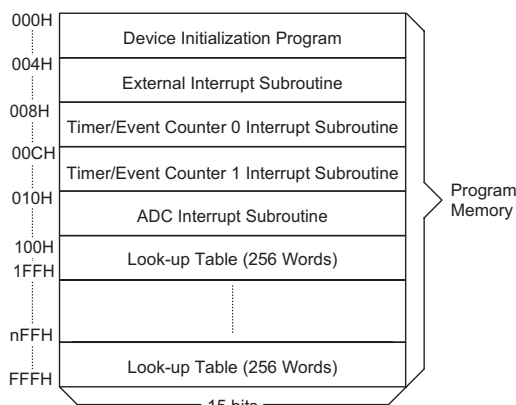 000H
Device Initialization Program
004H
External Interrupt Subroutine
008H
Timer/Event Counter 0 Interrupt Subroutine
00CH
Timer/Event Counter 1 Interrupt Subroutine
010H
ADC Interrupt Subroutine
100H
Look-up Table (256 Words)
1FFH
nFFH
Look-up Table (256 Words)
FFFH
Program
Memory
15 bits